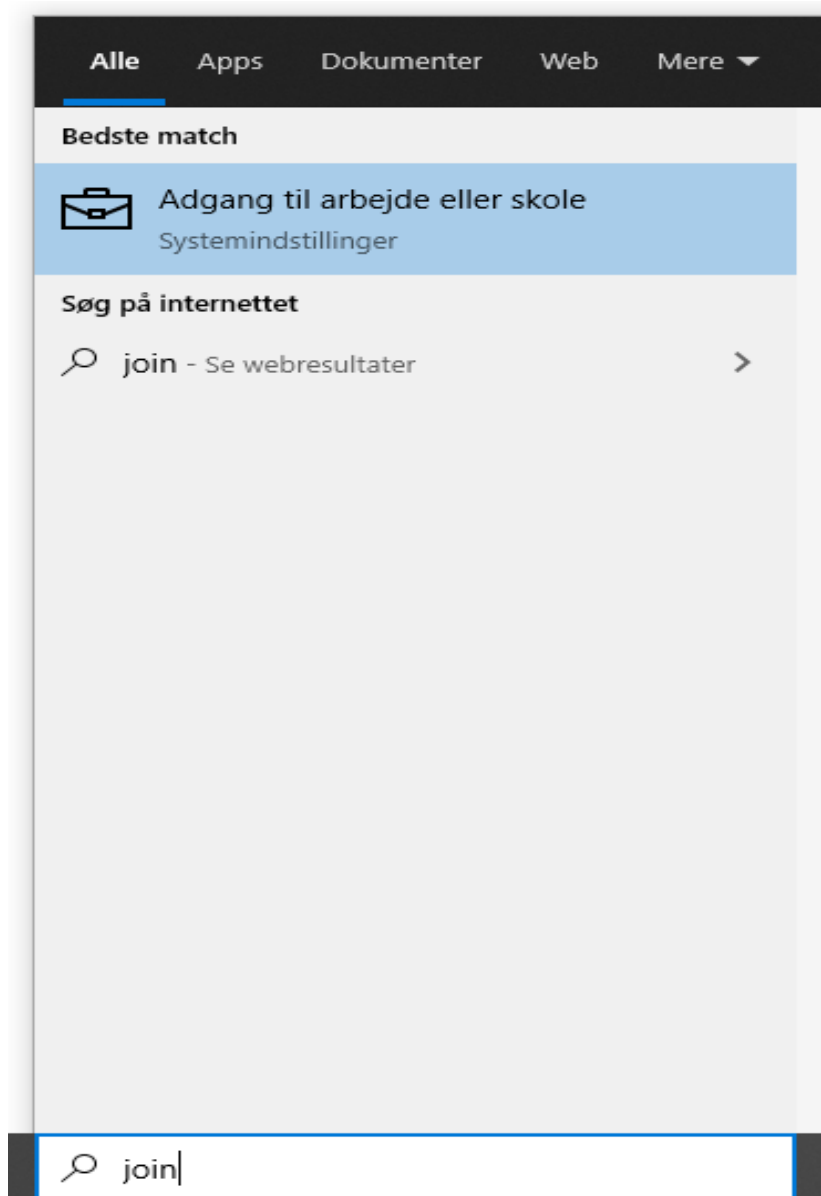 Alle Apps Dokumenter Web Mere
Bedste match
Adgang til arbejde eller skole
Systemindstillinger
Søg på internettet
join - Se webresultater
join